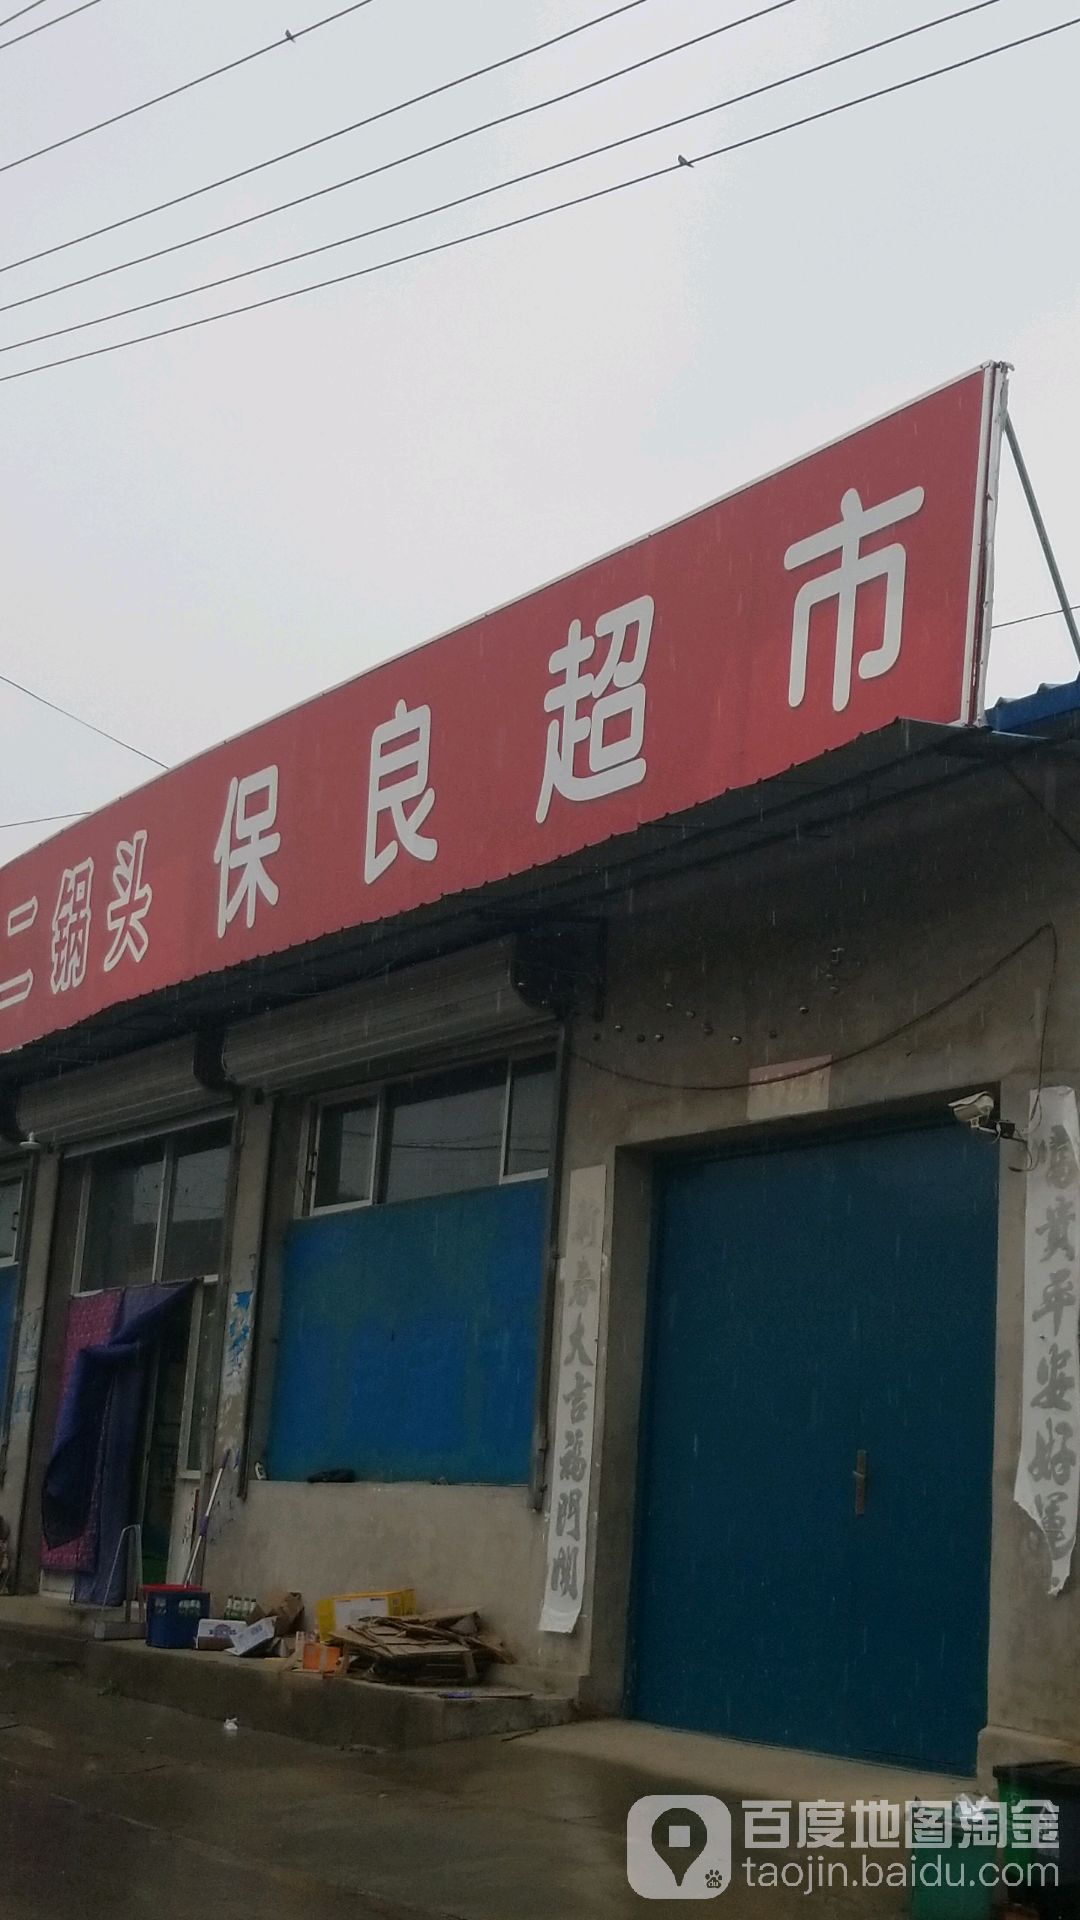 二锅头 保良超市
新春大吉福门开
富贵平安好运
百度地图淘金
taojin.baidu.com